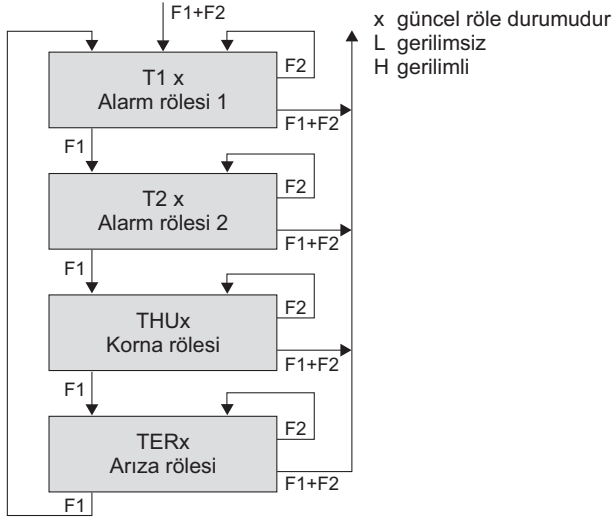 F1+F2
x güncel röle durumudur
L gerilimsiz
H gerilimli
T1 x
Alarm rölesi 1
F2
F1+F2
F1
T2 x
Alarm rölesi 2
F2
F1+F2
F1
THUx
Korna rölesi
F2
F1+F2
F1
TERx
Arıza rölesi
F2
F1+F2
F1